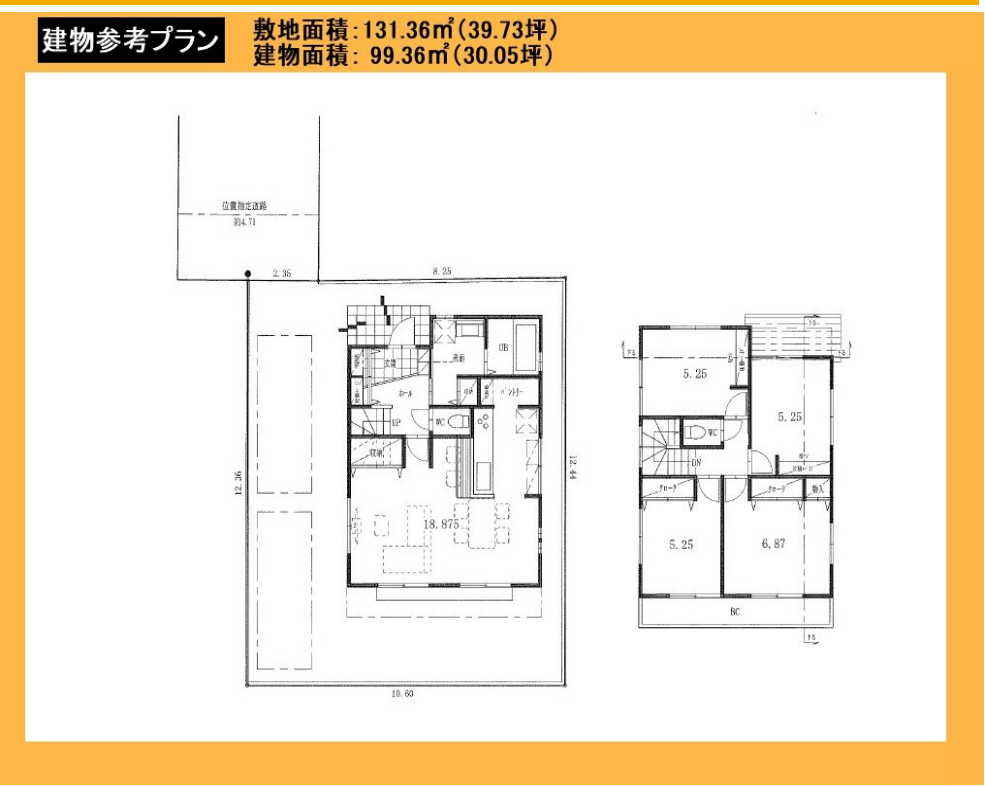 建物参考プラン
敷地面積:131.36㎡(39.73坪)
建物面積: 99.36㎡(30.05坪)
位置指定道路
約4.71
2.35
8.25
12.36
12.44
10.60
玄関
洗面
UB
ホール
収納
パントリー
UP
WC
収納
18.875
5.25
5.25
WC
DN
クローク
クローク
物入
5.25
6.87
BC